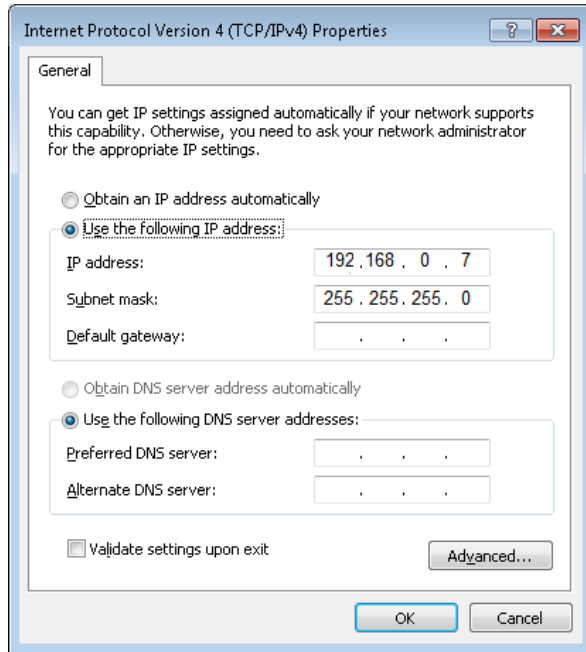 Internet Protocol Version 4 (TCP/IPv4) Properties
?
General
You can get IP settings assigned automatically if your network supports
this capability. Otherwise, you need to ask your network administrator
for the appropriate IP settings.
Obtain an IP address automatically
Use the following IP address:
IP address: 192 . 168 . 0 . 7
Subnet mask: 255 . 255 . 255 . 0
Default gateway: . . .
Obtain DNS server address automatically
Use the following DNS server addresses:
Preferred DNS server: . . .
Alternate DNS server: . . .
Validate settings upon exit
Advanced...
OK Cancel